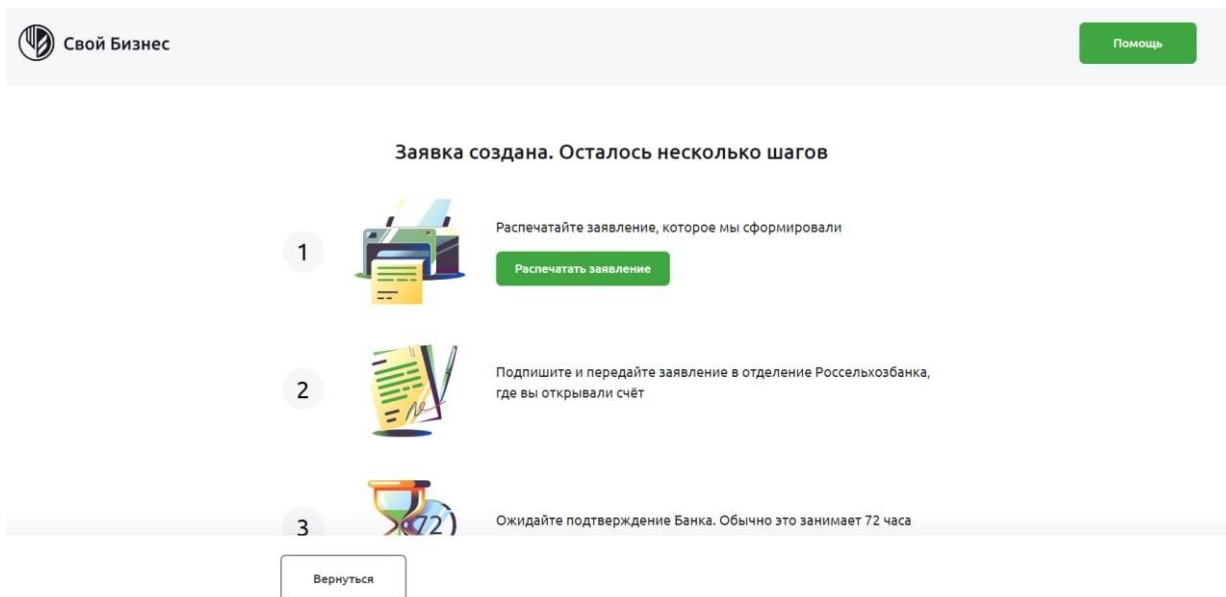 Свой Бизнес
Помощь
Заявка создана. Осталось несколько шагов
1
Распечатайте заявление, которое мы сформировали
Распечатать заявление
2
Подпишите и передайте заявление в отделение Россельхозбанка,
где вы открывали счёт
3
72
Ожидайте подтверждение Банка. Обычно это занимает 72 часа
Вернуться